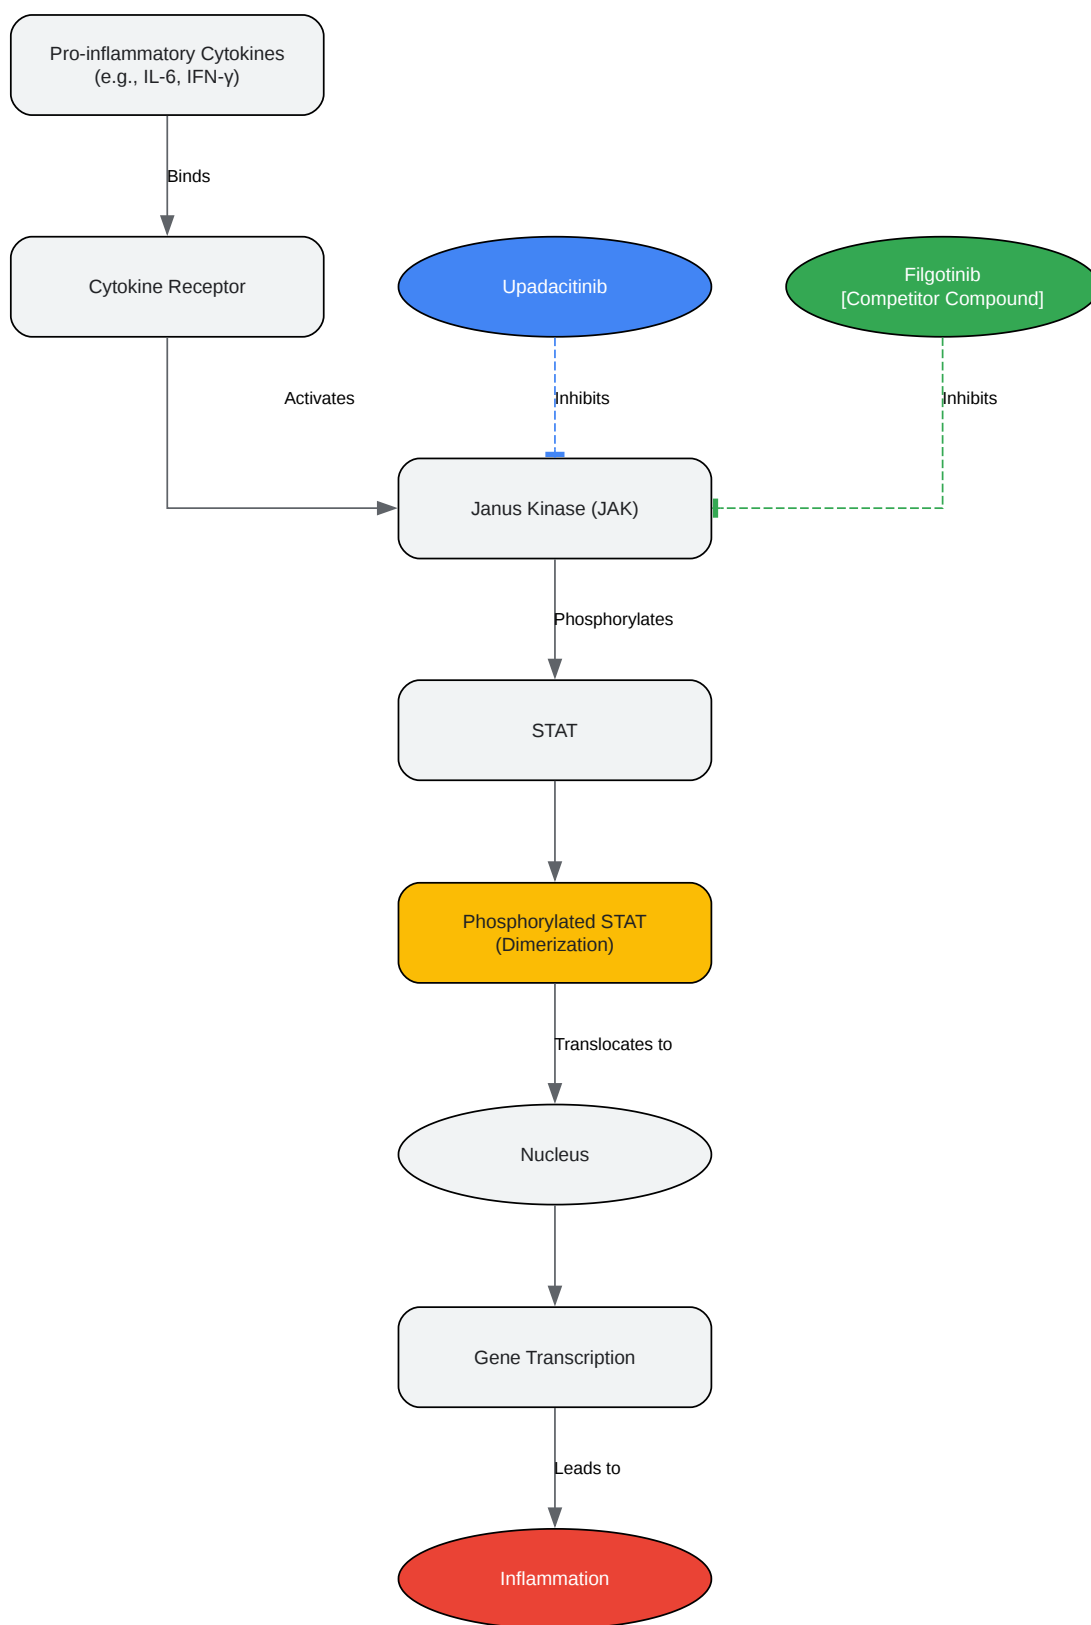 Pro-inflammatory Cytokines
(e.g., IL-6, IFN-γ)
Binds
Cytokine Receptor
Upadacitinib
Filgotinib
[Competitor Compound]
Activates
Inhibits
Inhibits
Janus Kinase (JAK)
Phosphorylates
STAT
Phosphorylated STAT
(Dimerization)
Translocates to
Nucleus
Gene Transcription
Leads to
Inflammation